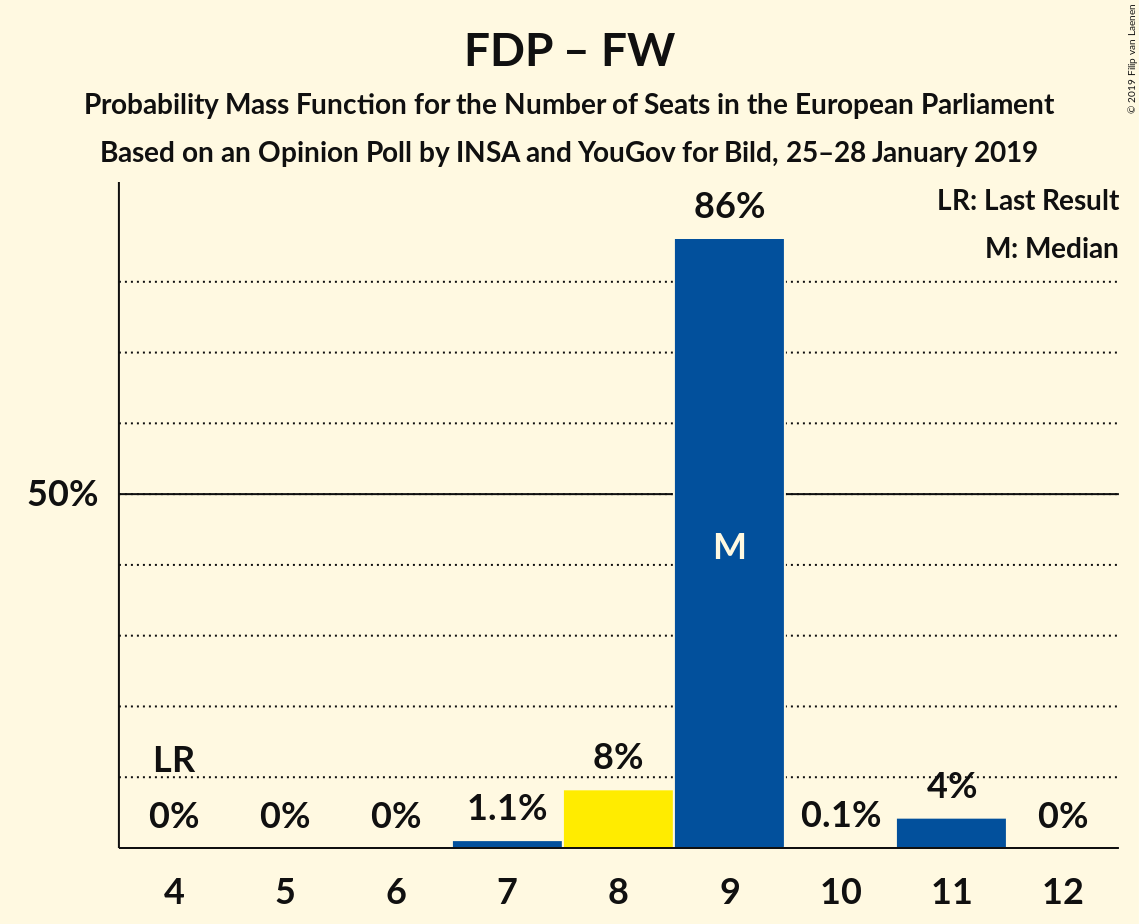 FDP – FW
Probability Mass Function for the Number of Seats in the European Parliament
Based on an Opinion Poll by INSA and YouGov for Bild, 25–28 January 2019
© 2019 Filip van Laenen
LR: Last Result
M: Median
86%
50%
M
LR
8%
4%
0%
0%
0%
1.1%
0.1%
0%
4
5
6
7
8
9
10
11
12